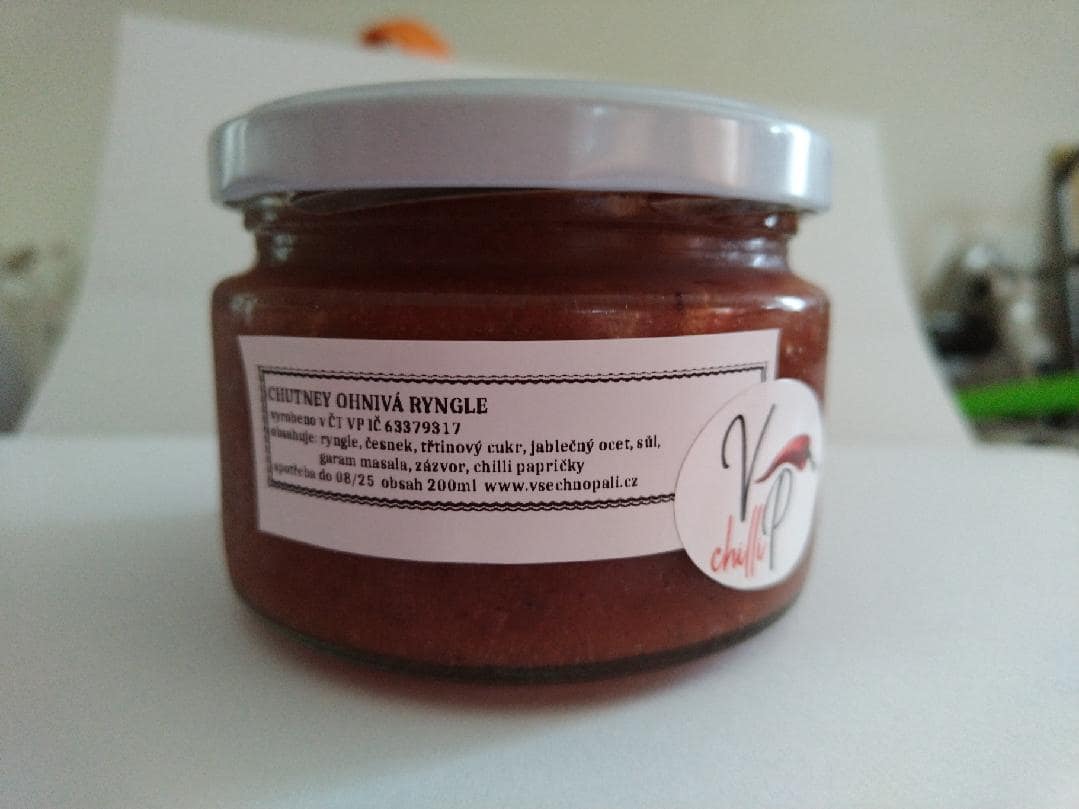 CHUTNEY OHNIVÁ RYNGLE
vyrobeno v ČT VP IČ 63379317
obsahuje: ryngle, česnek, třtinový cukr, jablečný ocet, sůl,
garam masala, zázvor, chilli papričky
spotřeba do 08/25 obsah 200ml www.vsechnopali.cz
V
P
chilli